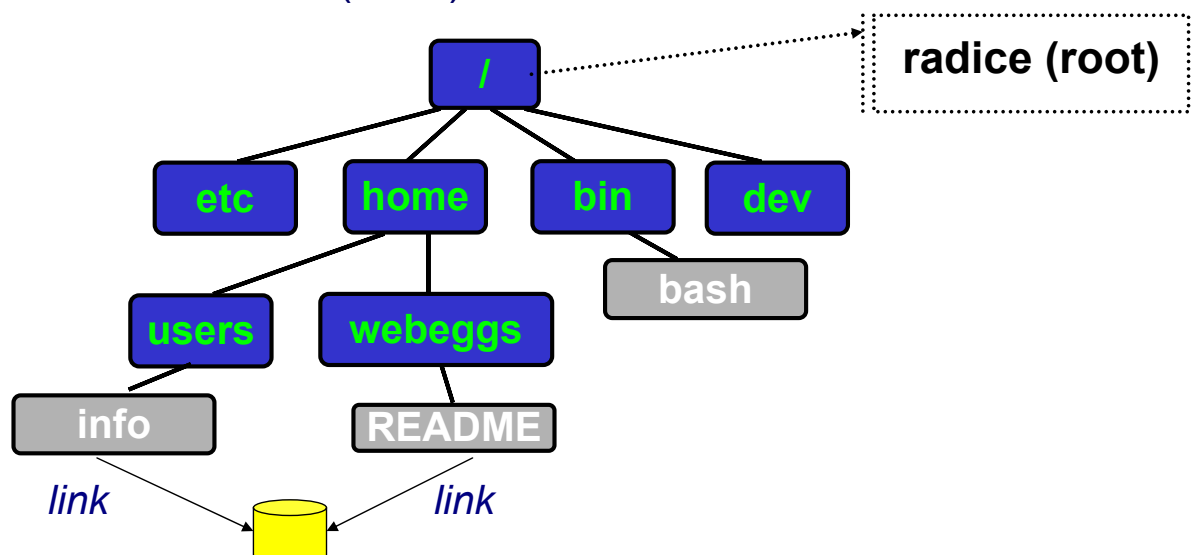 radice (root)
/
etc
home
bin
dev
bash
users
webeggs
info
README
link
link